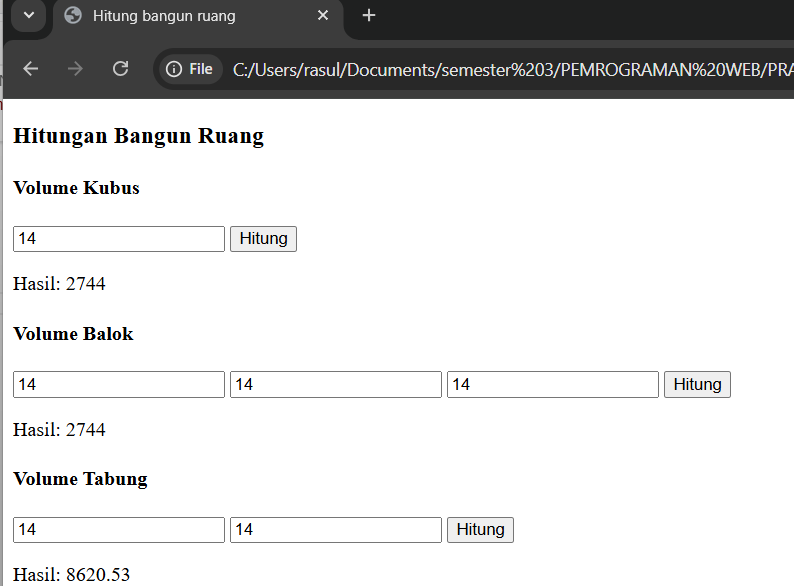 Hitung bangun ruang
File C:/Users/rasul/Documents/semester%203/PEMROGRAMAN%20WEB/PRA
Hitungan Bangun Ruang
Volume Kubus
14 Hitung
Hasil: 2744
Volume Balok
14 14 14 Hitung
Hasil: 2744
Volume Tabung
14 14 Hitung
Hasil: 8620.53